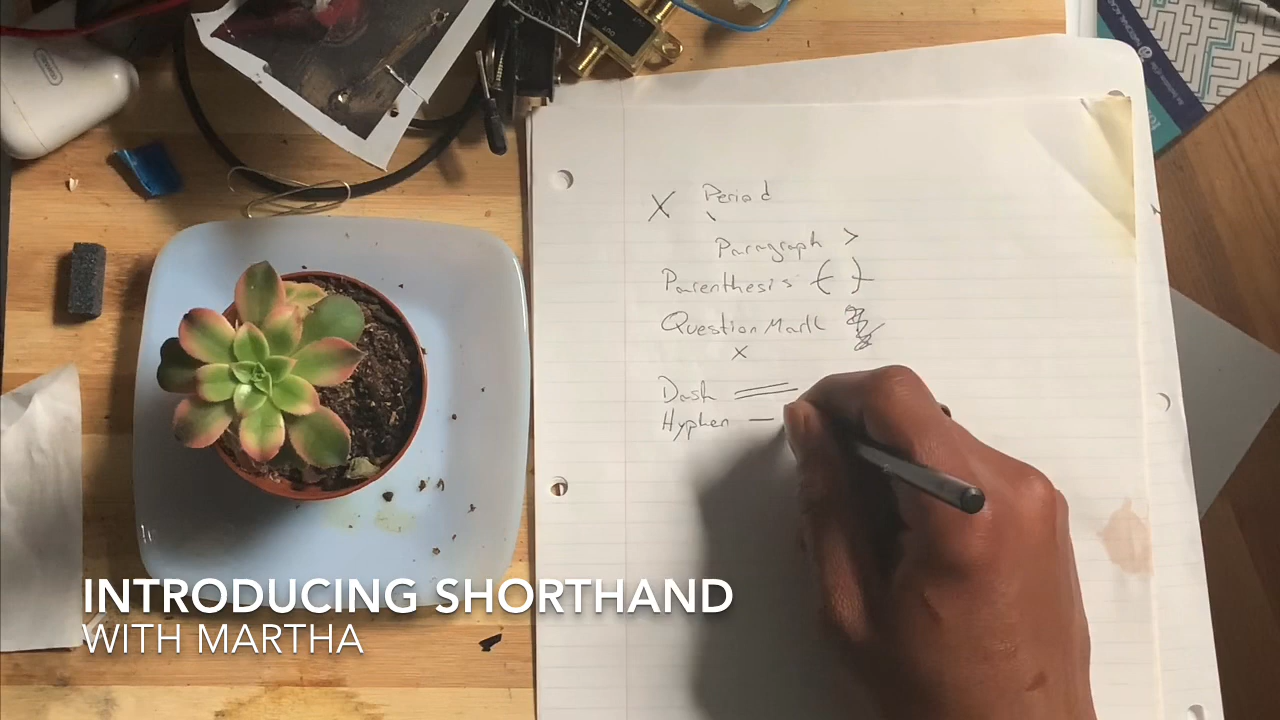 X Period
Paragraph >
Parenthesis ( )
Question Mark
x
Dash =
Hyphen -
INTRODUCING SHORTHAND
WITH MARTHA